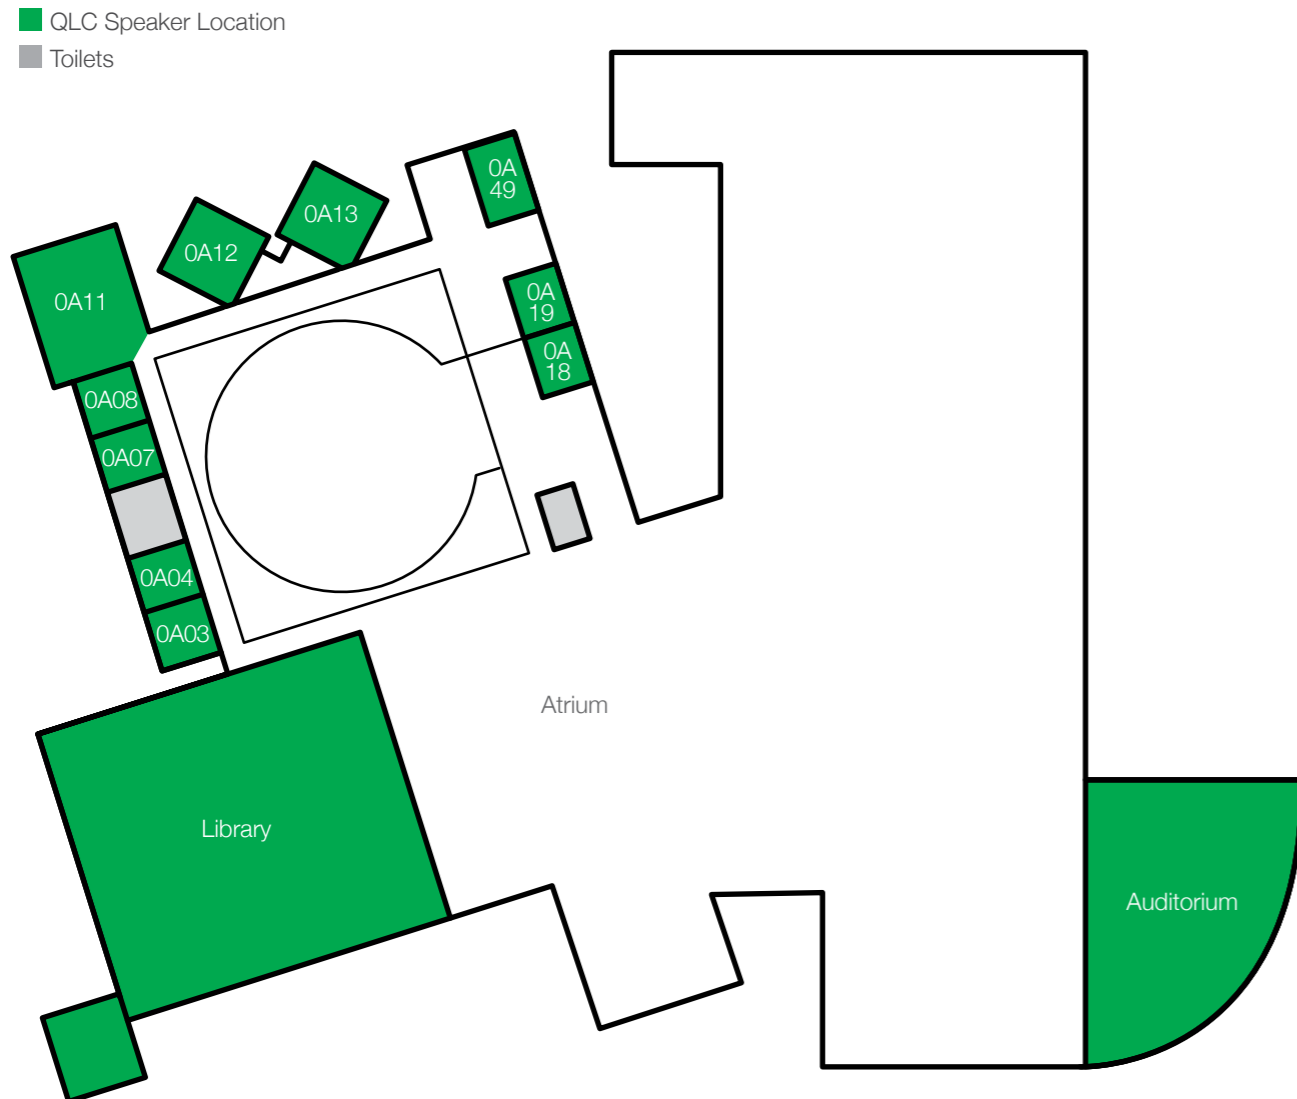 QLC Speaker Location
Toilets
0A
49
0A13
0A12
0A11
0A
19
0A
18
0A08
0A07
0A04
0A03
Atrium
Library
Auditorium